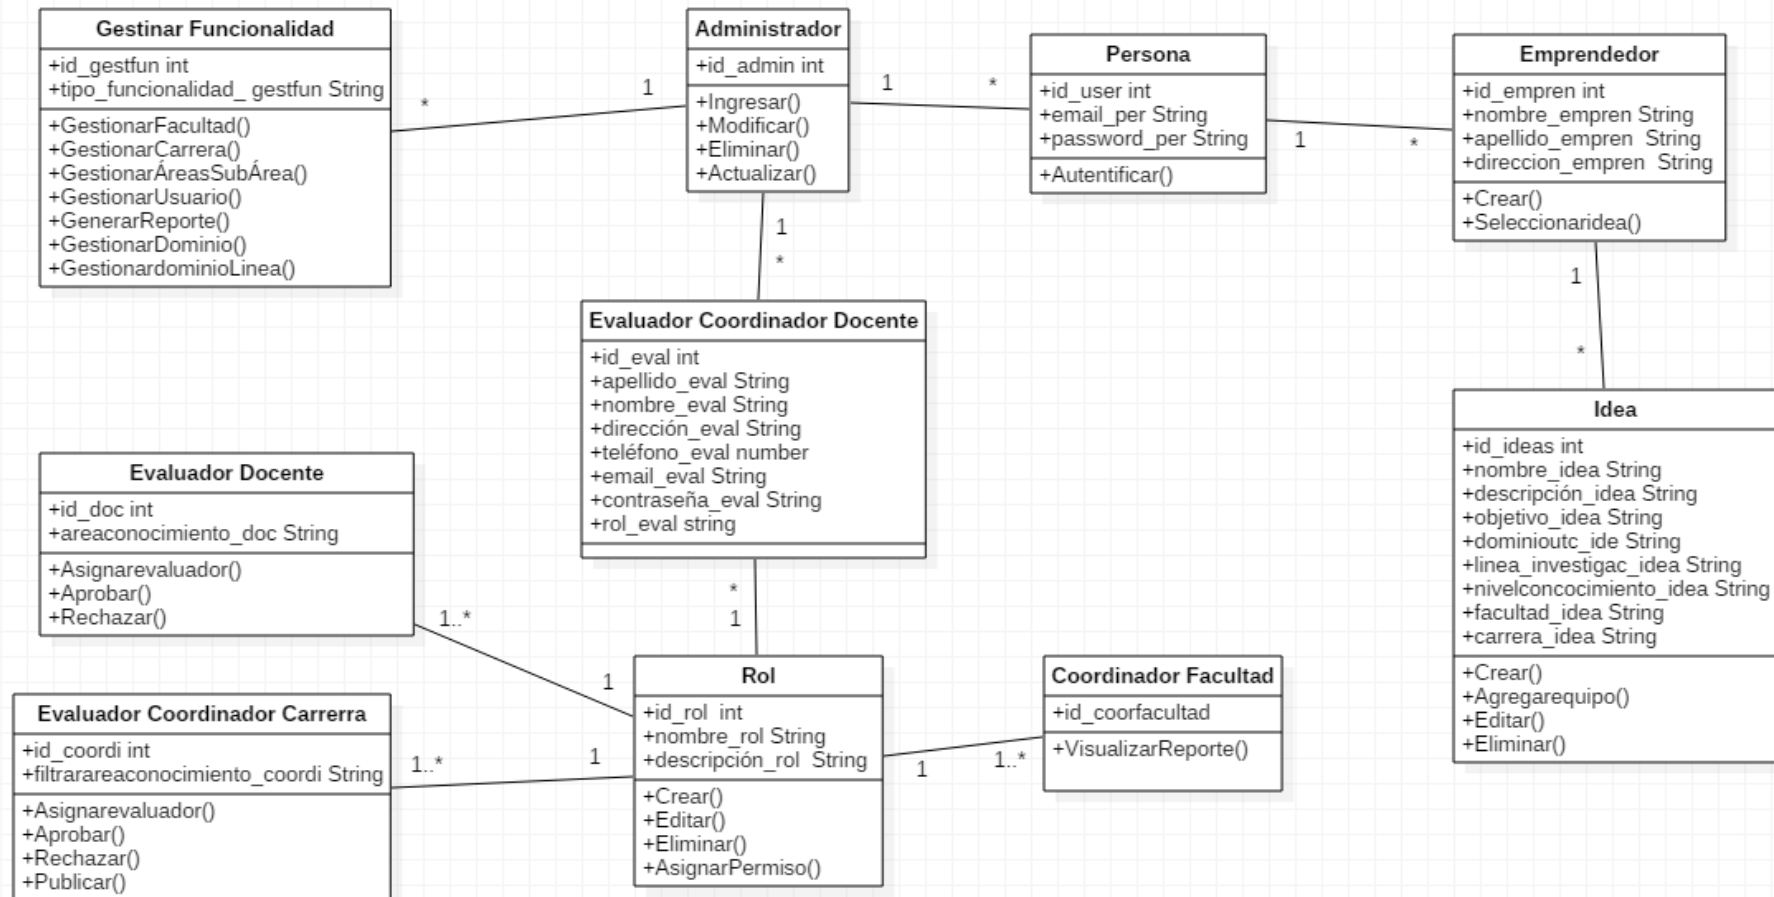 Gestinar Funcionalidad
+id_gestfun int
+tipo_funcionalidad_ gestfun String
+GestionarFacultad()
+GestionarCarrera()
+GestionarÁreasSubÁrea()
+GestionarUsuario()
+GenerarReporte()
+GestionarDominio()
+GestionardominioLinea()
*
1
Administrador
+id_admin int
+Ingresar()
+Modificar()
+Eliminar()
+Actualizar()
1
*
Persona
+id_user int
+email_per String
+password_per String
+Autentificar()
1
*
Emprendedor
+id_empren int
+nombre_empren String
+apellido_empren  String
+direccion_empren  String
+Crear()
+Seleccionaridea()
1
*
1
*
Evaluador Coordinador Docente
+id_eval int
+apellido_eval String
+nombre_eval String
+dirección_eval String
+teléfono_eval number
+email_eval String
+contraseña_eval String
+rol_eval string
*
1
Idea
+id_ideas int
+nombre_idea String
+descripción_idea String
+objetivo_idea String
+dominioutc_ide String
+linea_investigac_idea String
+nivelconcocimiento_idea String
+facultad_idea String
+carrera_idea String
+Crear()
+Agregarequipo()
+Editar()
+Eliminar()
Evaluador Docente
+id_doc int
+areaconocimiento_doc String
+Asignarevaluador()
+Aprobar()
+Rechazar()
1..*
1
Evaluador Coordinador Carrerra
+id_coordi int
+filtrarareaconocimiento_coordi String
+Asignarevaluador()
+Aprobar()
+Rechazar()
+Publicar()
1..*
1
Rol
+id_rol  int
+nombre_rol String
+descripción_rol  String
+Crear()
+Editar()
+Eliminar()
+AsignarPermiso()
1
1..*
Coordinador Facultad
+id_coorfacultad
+VisualizarReporte()